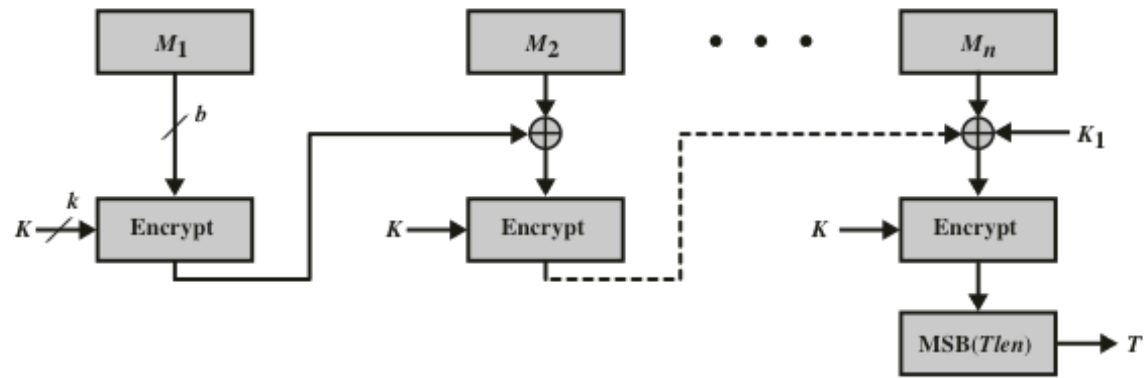 M1 M2 Mn
b
K1
k
K Encrypt K Encrypt K Encrypt
MSB(Tlen) T